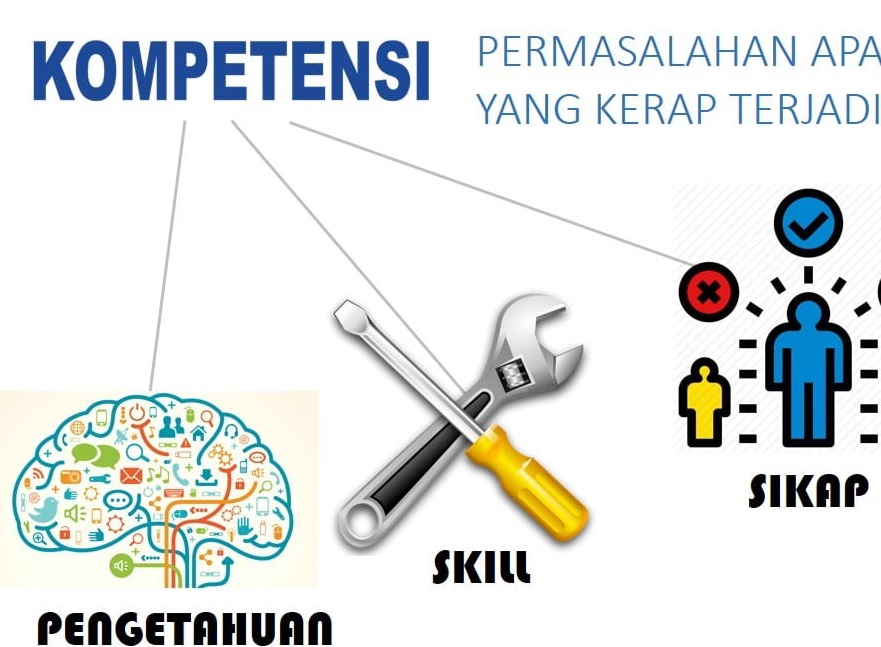 KOMPETENSI
PERMASALAHAN APA
YANG KERAP TERJADI
SIKAP
SKILL
PENGETAHUAN